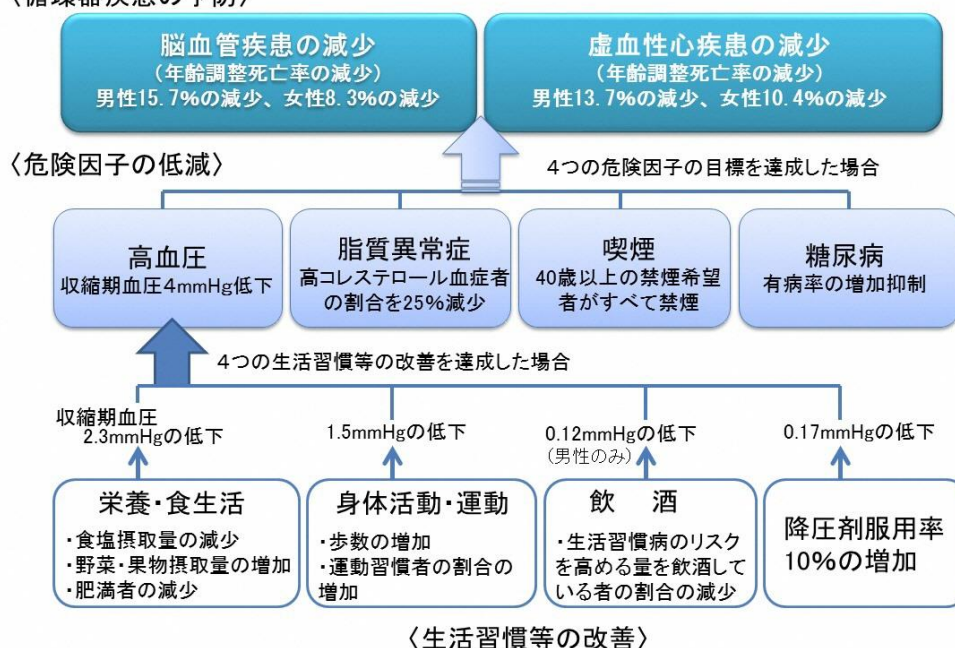 〈循環器疾患の予防〉
脳血管疾患の減少
（年齢調整死亡率の減少）
男性15.7%の減少、女性8.3%の減少
虚血性心疾患の減少
（年齢調整死亡率の減少）
男性13.7%の減少、女性10.4%の減少
〈危険因子の低減〉
4つの危険因子の目標を達成した場合
高血圧
収縮期血圧4mmHg低下
脂質異常症
高コレステロール血症者
の割合を25%減少
喫煙
40歳以上の禁煙希望
者がすべて禁煙
糖尿病
有病率の増加抑制
4つの生活習慣等の改善を達成した場合
収縮期血圧
2.3mmHgの低下
1.5mmHgの低下
0.12mmHgの低下
（男性のみ）
0.17mmHgの低下
栄養・食生活
・食塩摂取量の減少
・野菜・果物摂取量の増加
・肥満者の減少
身体活動・運動
・歩数の増加
・運動習慣者の割合の
増加
飲　酒
・生活習慣病のリスク
を高める量を飲酒して
いる者の割合の減少
降圧剤服用率
10%の増加
〈生活習慣等の改善〉